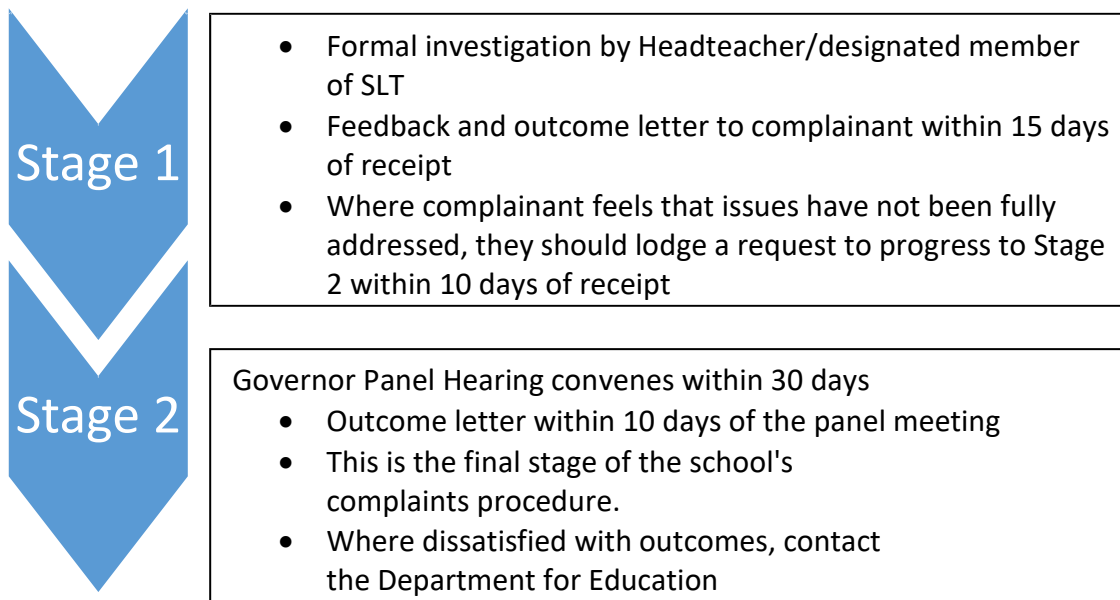 Stage 1
• Formal investigation by Headteacher/designated member
of SLT
• Feedback and outcome letter to complainant within 15 days
of receipt
• Where complainant feels that issues have not been fully
addressed, they should lodge a request to progress to Stage
2 within 10 days of receipt
Stage 2
Governor Panel Hearing convenes within 30 days
• Outcome letter within 10 days of the panel meeting
• This is the final stage of the school's
complaints procedure.
• Where dissatisfied with outcomes, contact
the Department for Education